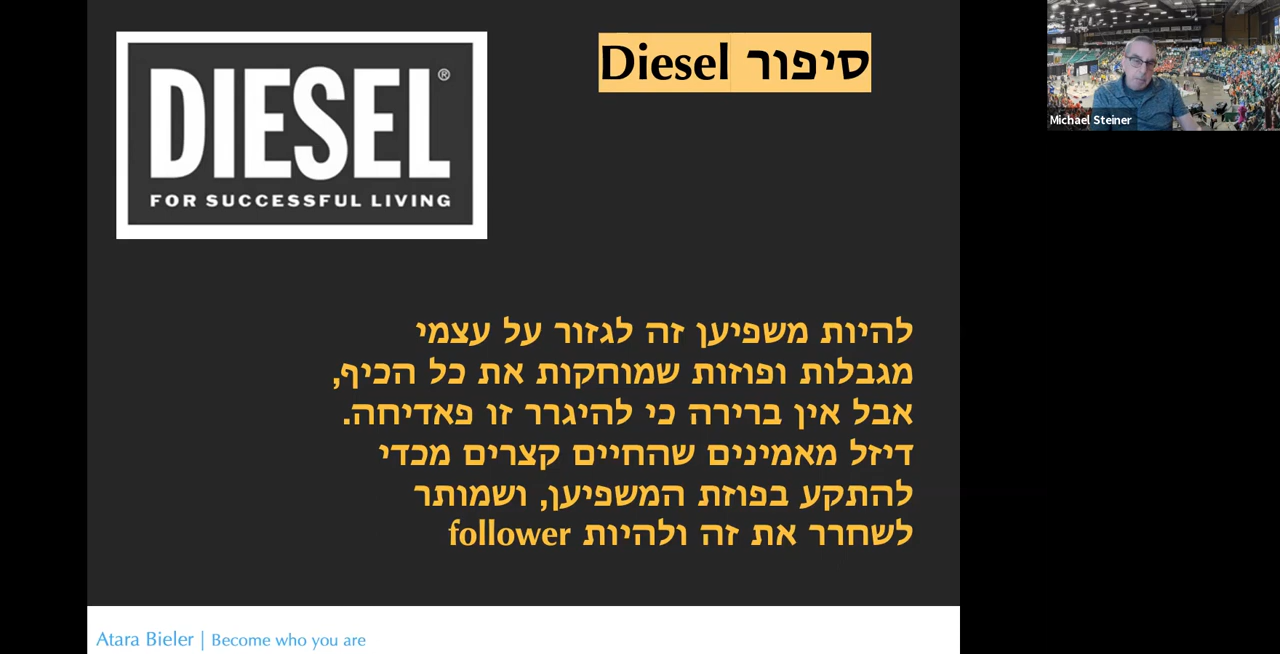 DIESEL®
FOR SUCCESSFUL LIVING
סיפור Diesel
Michael Steiner
להיות משפיען זה לגזור על עצמי
מגבלות ופוזות שמוחקות את כל הכיף,
אבל אין ברירה כי להיגרר זו פאדיחה.
דיזל מאמינים שהחיים קצרים מכדי
להתקע בפוזת המשפיען, ושמותר
לשחרר את זה ולהיות follower
Atara Bieler | Become who you are